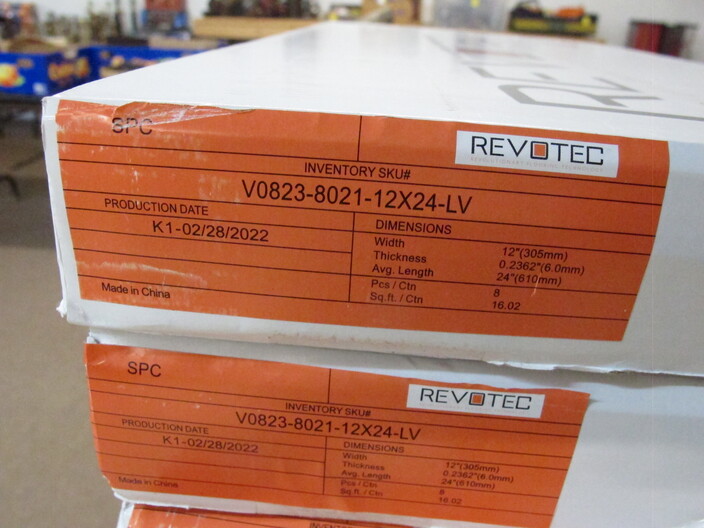 RE
SPC
REVOTEC
INVENTORY SKU#
V0823-8021-12X24-LV
PRODUCTION DATE
K1-02/28/2022
DIMENSIONS
Width 12"(305mm)
Thickness 0.2362"(6.0mm)
Avg. Length 24"(610mm)
Pcs / Ctn 8
Sq.ft. / Ctn 16.02
Made in China
SPC
REVOTEC
INVENTORY SKU#
V0823-8021-12X24-LV
PRODUCTION DATE
K1-02/28/2022
DIMENSIONS
Width 12"(305mm)
Thickness 0.2362"(6.0mm)
Avg. Length 24"(610mm)
Pcs / Ctn 8
Sq.ft. / Ctn 16.02
Made in China